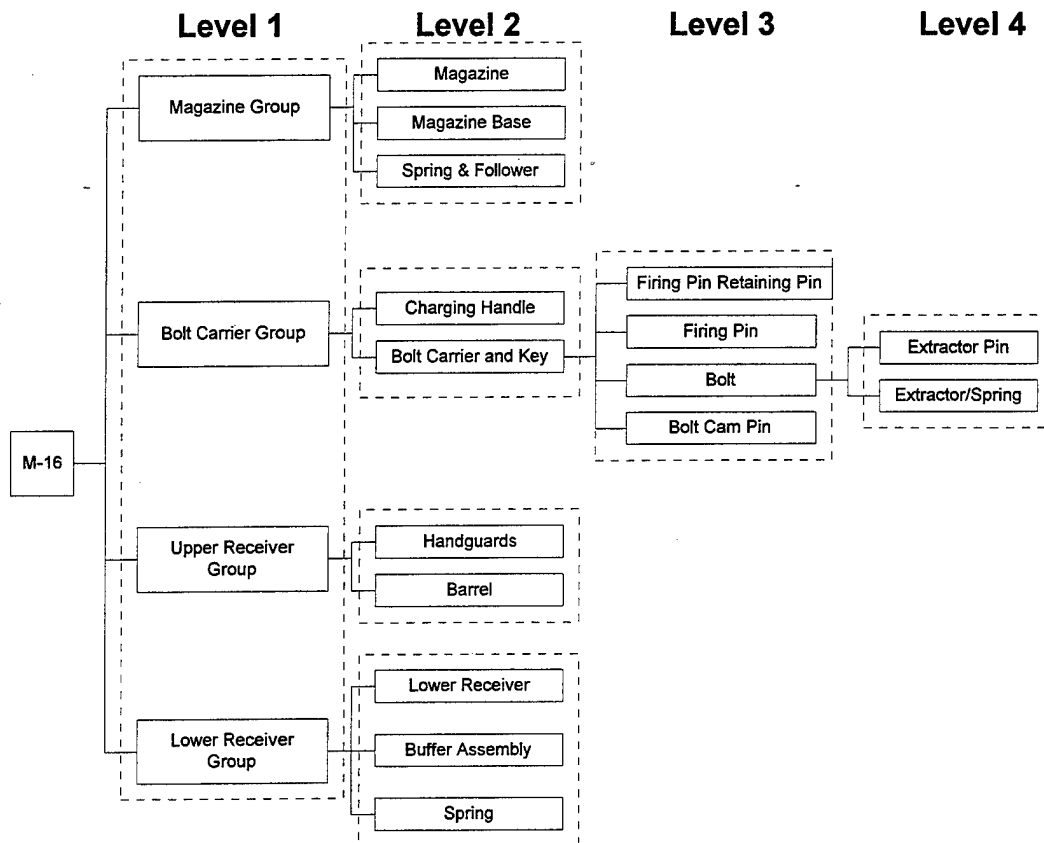 Level 1
Level 2
Level 3
Level 4
Magazine Group
Magazine
Magazine Base
Spring & Follower
Bolt Carrier Group
Charging Handle
Bolt Carrier and Key
Firing Pin Retaining Pin
Firing Pin
Bolt
Bolt Cam Pin
Extractor Pin
Extractor/Spring
M-16
Upper Receiver
Group
Handguards
Barrel
Lower Receiver
Group
Lower Receiver
Buffer Assembly
Spring